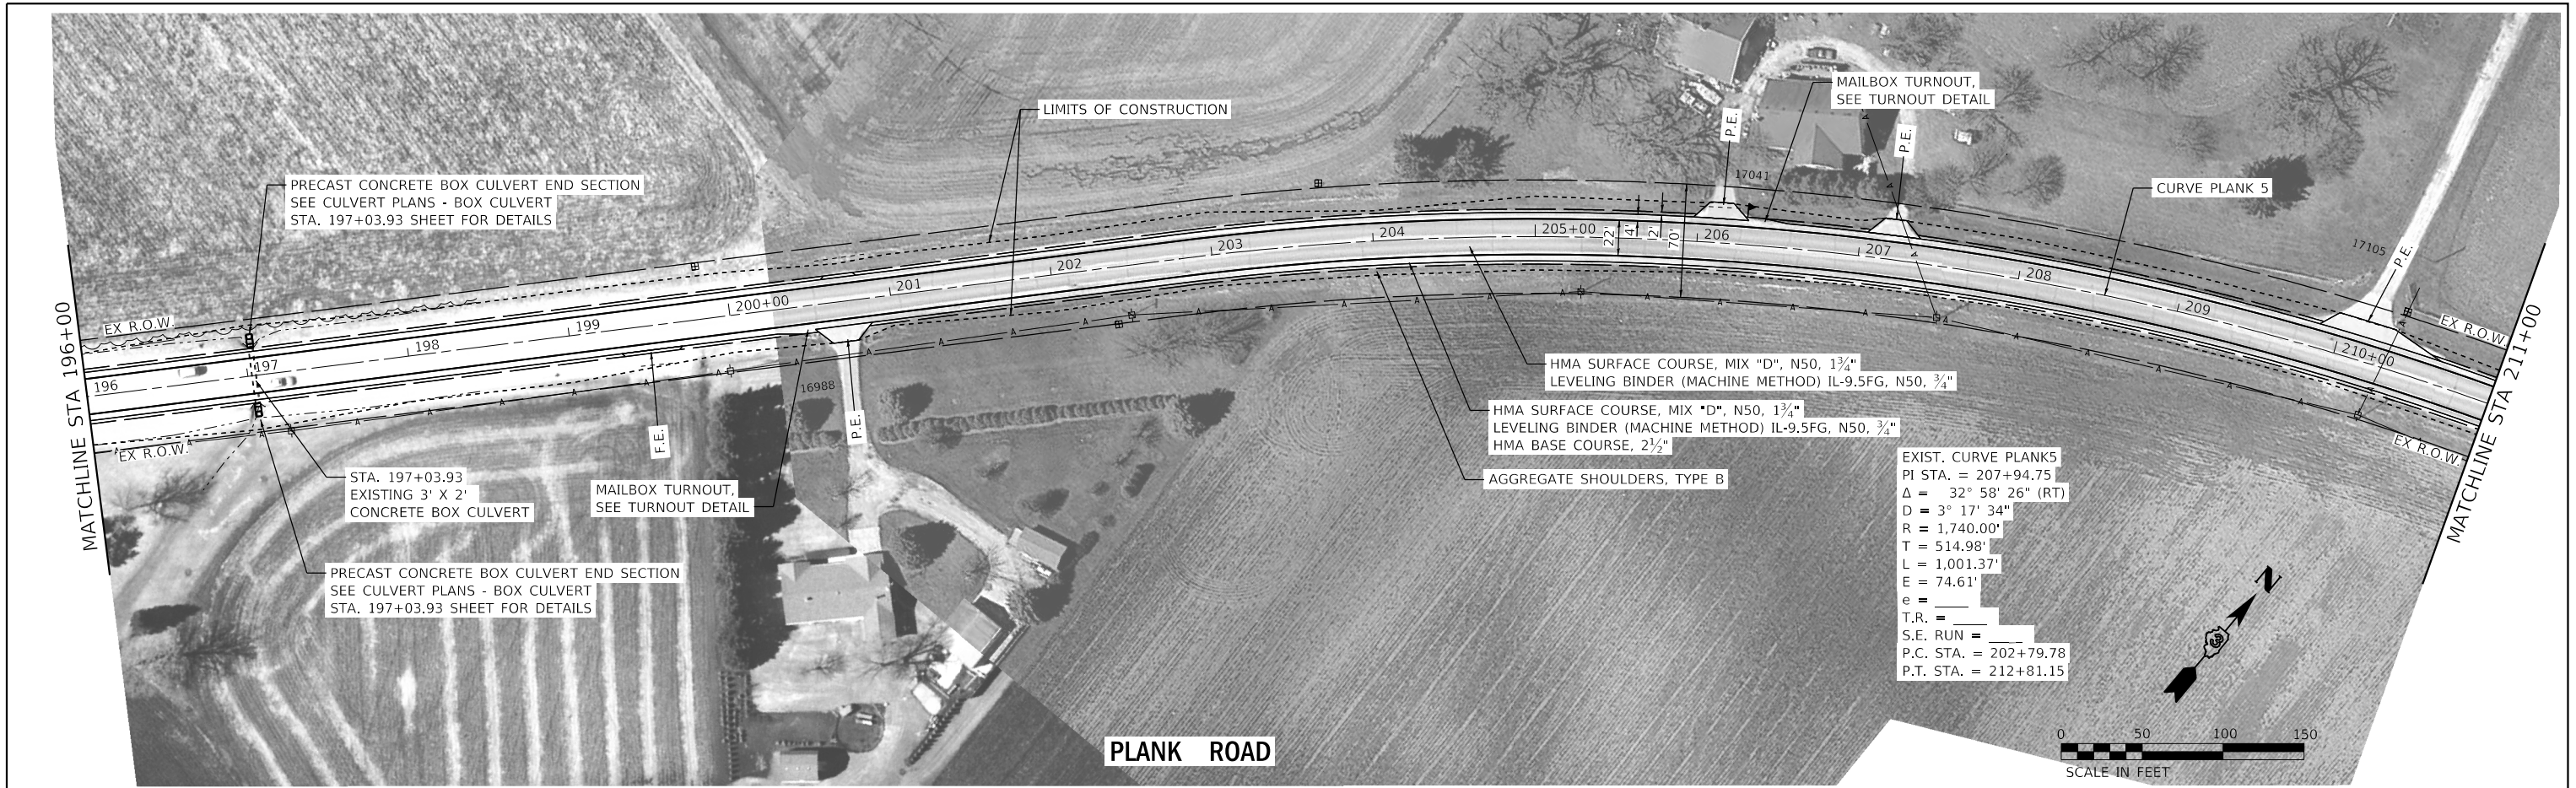 LIMITS OF CONSTRUCTION
MAILBOX TURNOUT,
SEE TURNOUT DETAIL
P.E.
P.E.
17041
CURVE PLANK 5
PRECAST CONCRETE BOX CULVERT END SECTION
SEE CULVERT PLANS - BOX CULVERT
STA. 197+03.93 SHEET FOR DETAILS
17105
P.E.
EX R.O.W.
EX R.O.W.
MATCHLINE STA 196+00
196
197
198
199
200+00
201
202
203
204
205+00
22'
4'
2'
70'
206
207
208
209
210+00
MATCHLINE STA 211+00
EX R.O.W.
EX R.O.W.
F.E.
16988
P.E.
HMA SURFACE COURSE, MIX "D", N50, 1¾"
LEVELING BINDER (MACHINE METHOD) IL-9.5FG, N50, ¾"
HMA SURFACE COURSE, MIX "D", N50, 1¾"
LEVELING BINDER (MACHINE METHOD) IL-9.5FG, N50, ¾"
HMA BASE COURSE, 2½"
AGGREGATE SHOULDERS, TYPE B
STA. 197+03.93
EXISTING 3' X 2'
CONCRETE BOX CULVERT
MAILBOX TURNOUT,
SEE TURNOUT DETAIL
PRECAST CONCRETE BOX CULVERT END SECTION
SEE CULVERT PLANS - BOX CULVERT
STA. 197+03.93 SHEET FOR DETAILS
EXIST. CURVE PLANK5
PI STA. = 207+94.75
Δ = 32° 58' 26" (RT)
D = 3° 17' 34"
R = 1,740.00'
T = 514.98'
L = 1,001.37'
E = 74.61'
e = ____
T.R. = ____
S.E. RUN = ____
P.C. STA. = 202+79.78
P.T. STA. = 212+81.15
N
PLANK ROAD
0 50 100 150
SCALE IN FEET